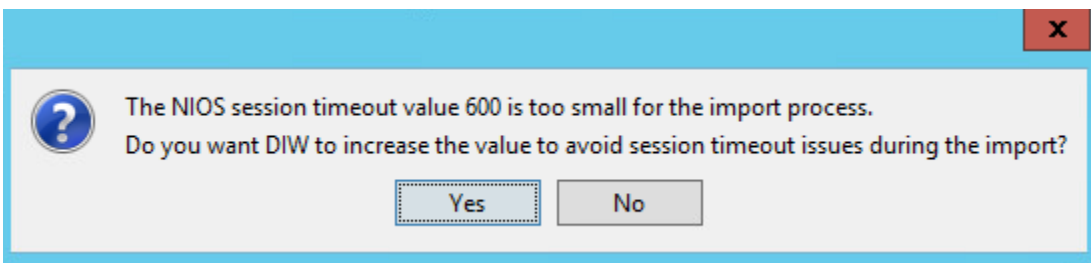 x
?
The NIOS session timeout value 600 is too small for the import process.
Do you want DIW to increase the value to avoid session timeout issues during the import?
Yes
No